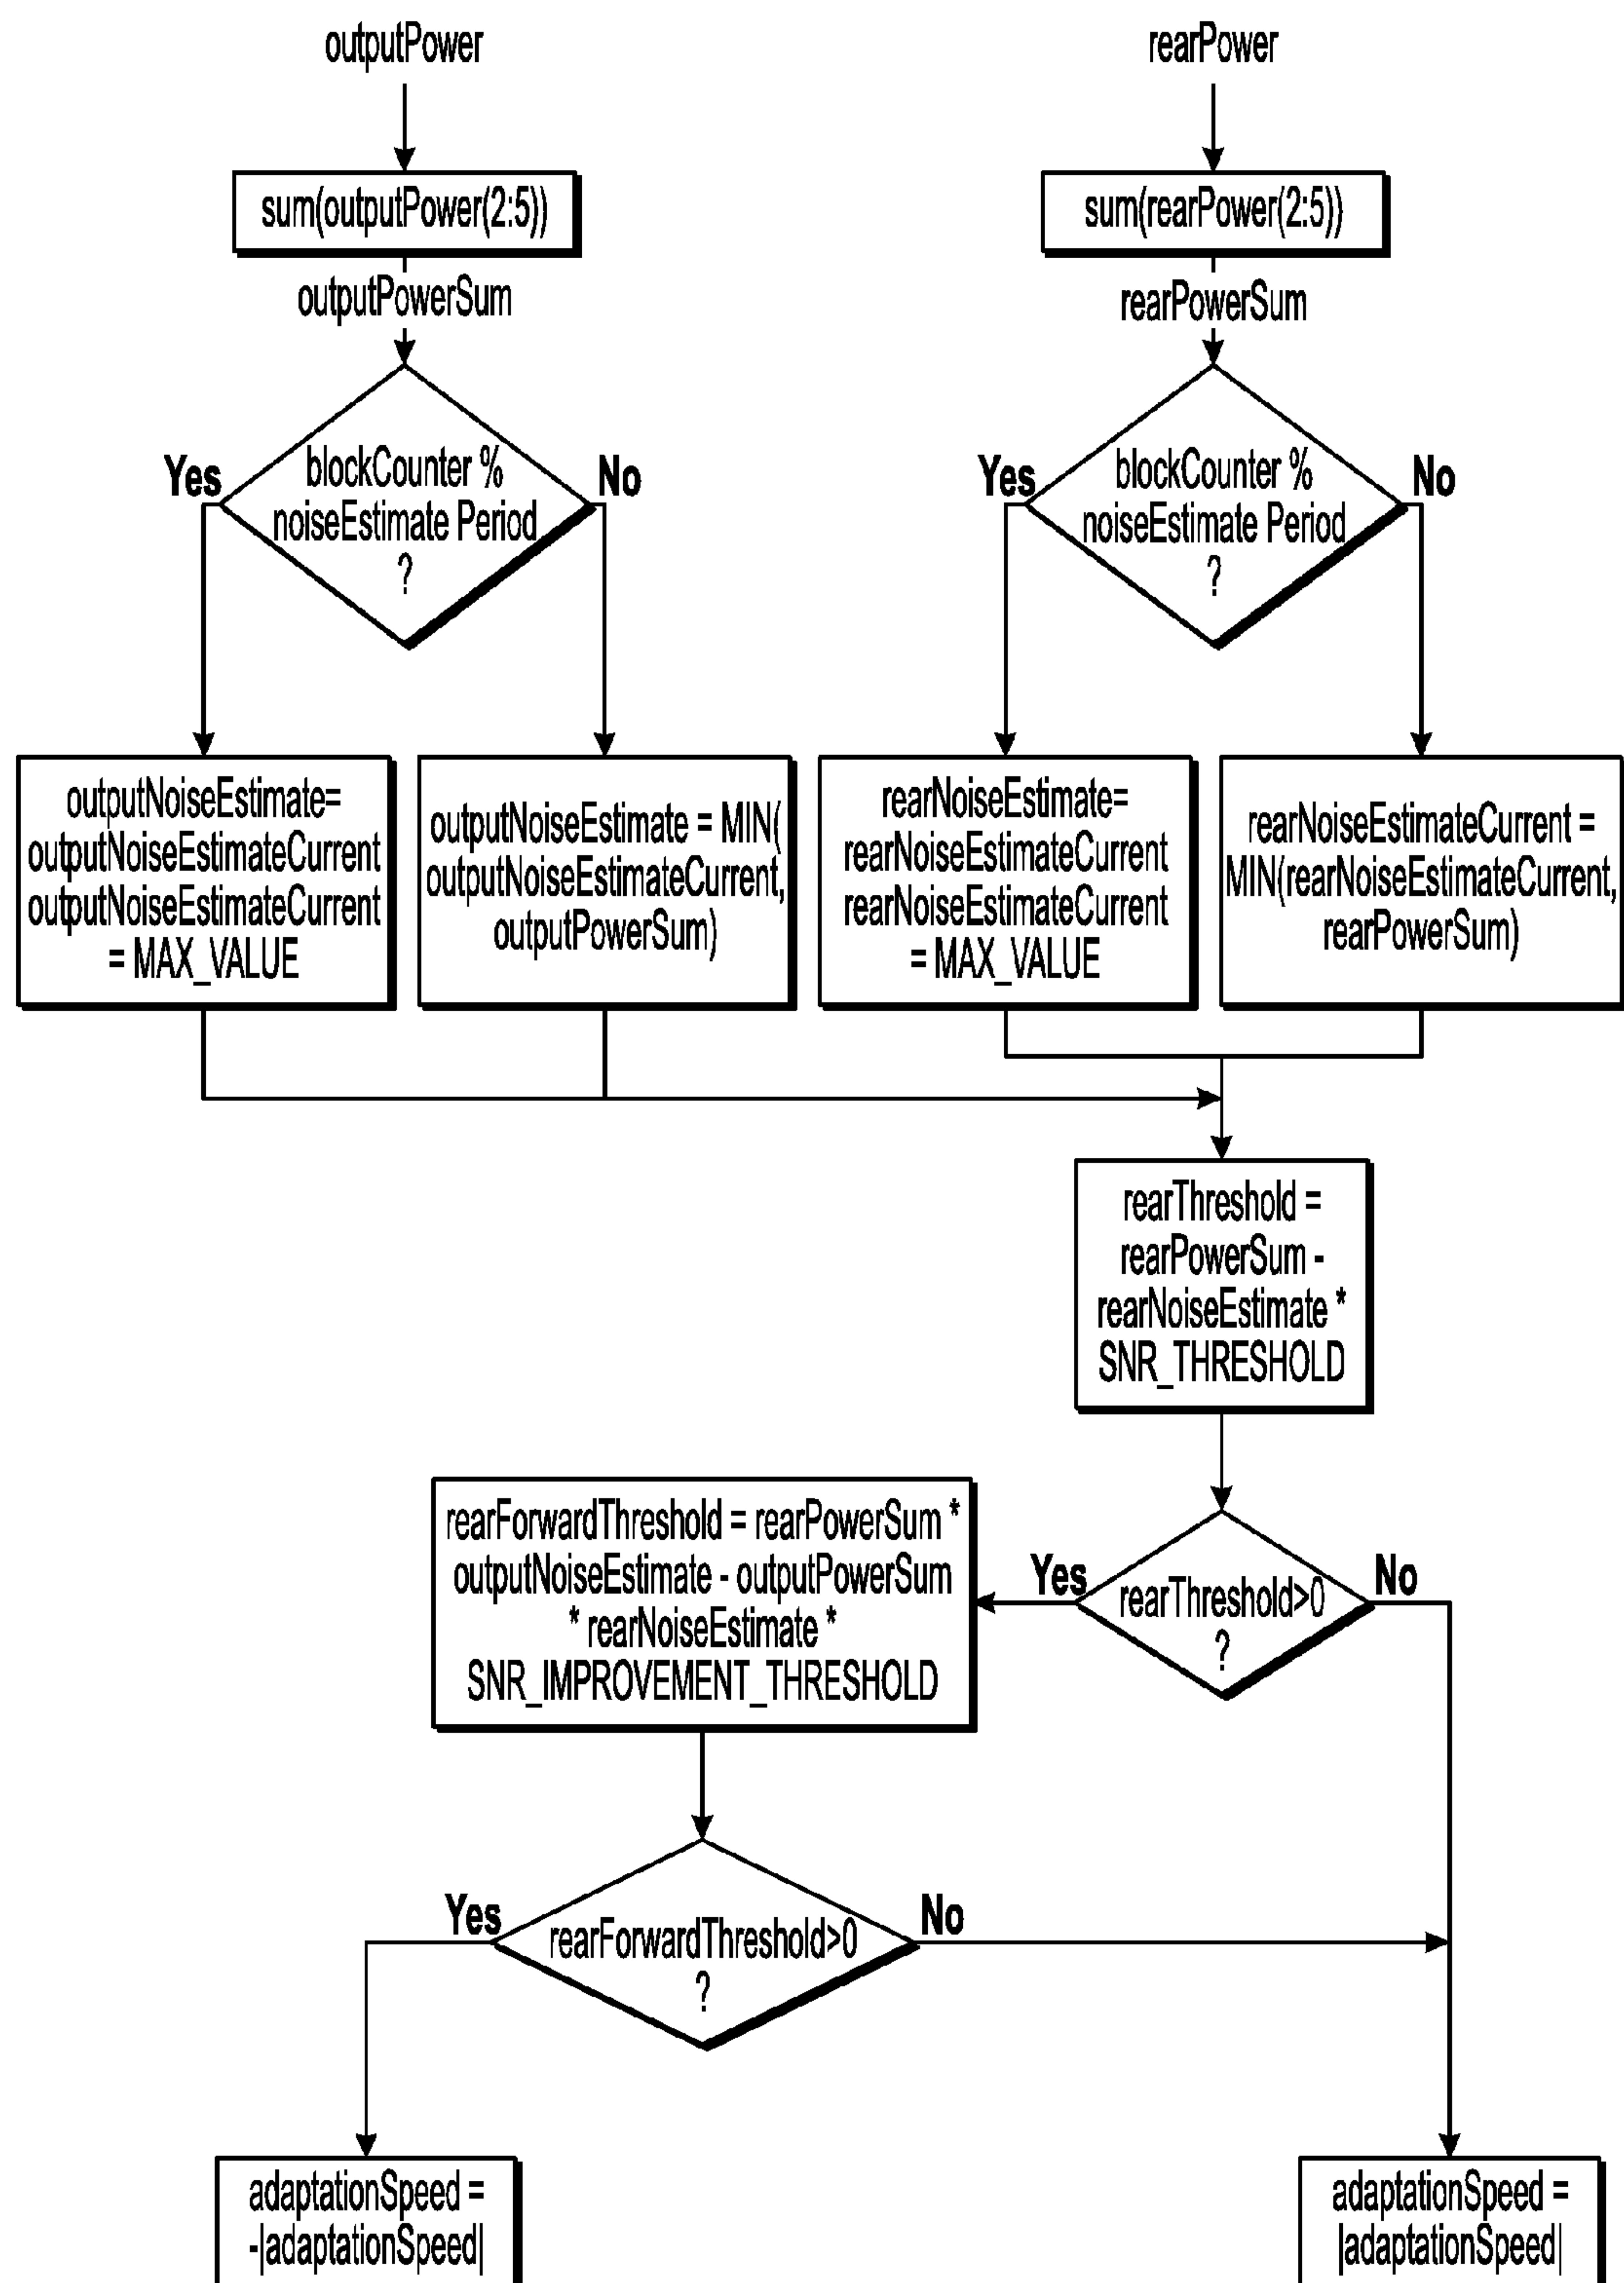 outputPower
rearPower
sum(outputPower(2:5))
sum(rearPower(2:5))
outputPowerSum
rearPowerSum
Yes
blockCounter %
noiseEstimate Period
?
No
Yes
blockCounter %
noiseEstimate Period
?
No
outputNoiseEstimate=
outputNoiseEstimateCurrent
outputNoiseEstimateCurrent
= MAX_VALUE
outputNoiseEstimate = MIN(
outputNoiseEstimateCurrent,
outputPowerSum)
rearNoiseEstimate=
rearNoiseEstimateCurrent
rearNoiseEstimateCurrent
= MAX_VALUE
rearNoiseEstimateCurrent =
MIN(rearNoiseEstimateCurrent,
rearPowerSum)
rearThreshold =
rearPowerSum -
rearNoiseEstimate *
SNR_THRESHOLD
rearForwardThreshold = rearPowerSum *
outputNoiseEstimate - outputPowerSum
* rearNoiseEstimate *
SNR_IMPROVEMENT_THRESHOLD
Yes
rearThreshold>0
?
No
Yes
rearForwardThreshold>0
?
No
adaptationSpeed =
-|adaptationSpeed|
adaptationSpeed =
|adaptationSpeed|